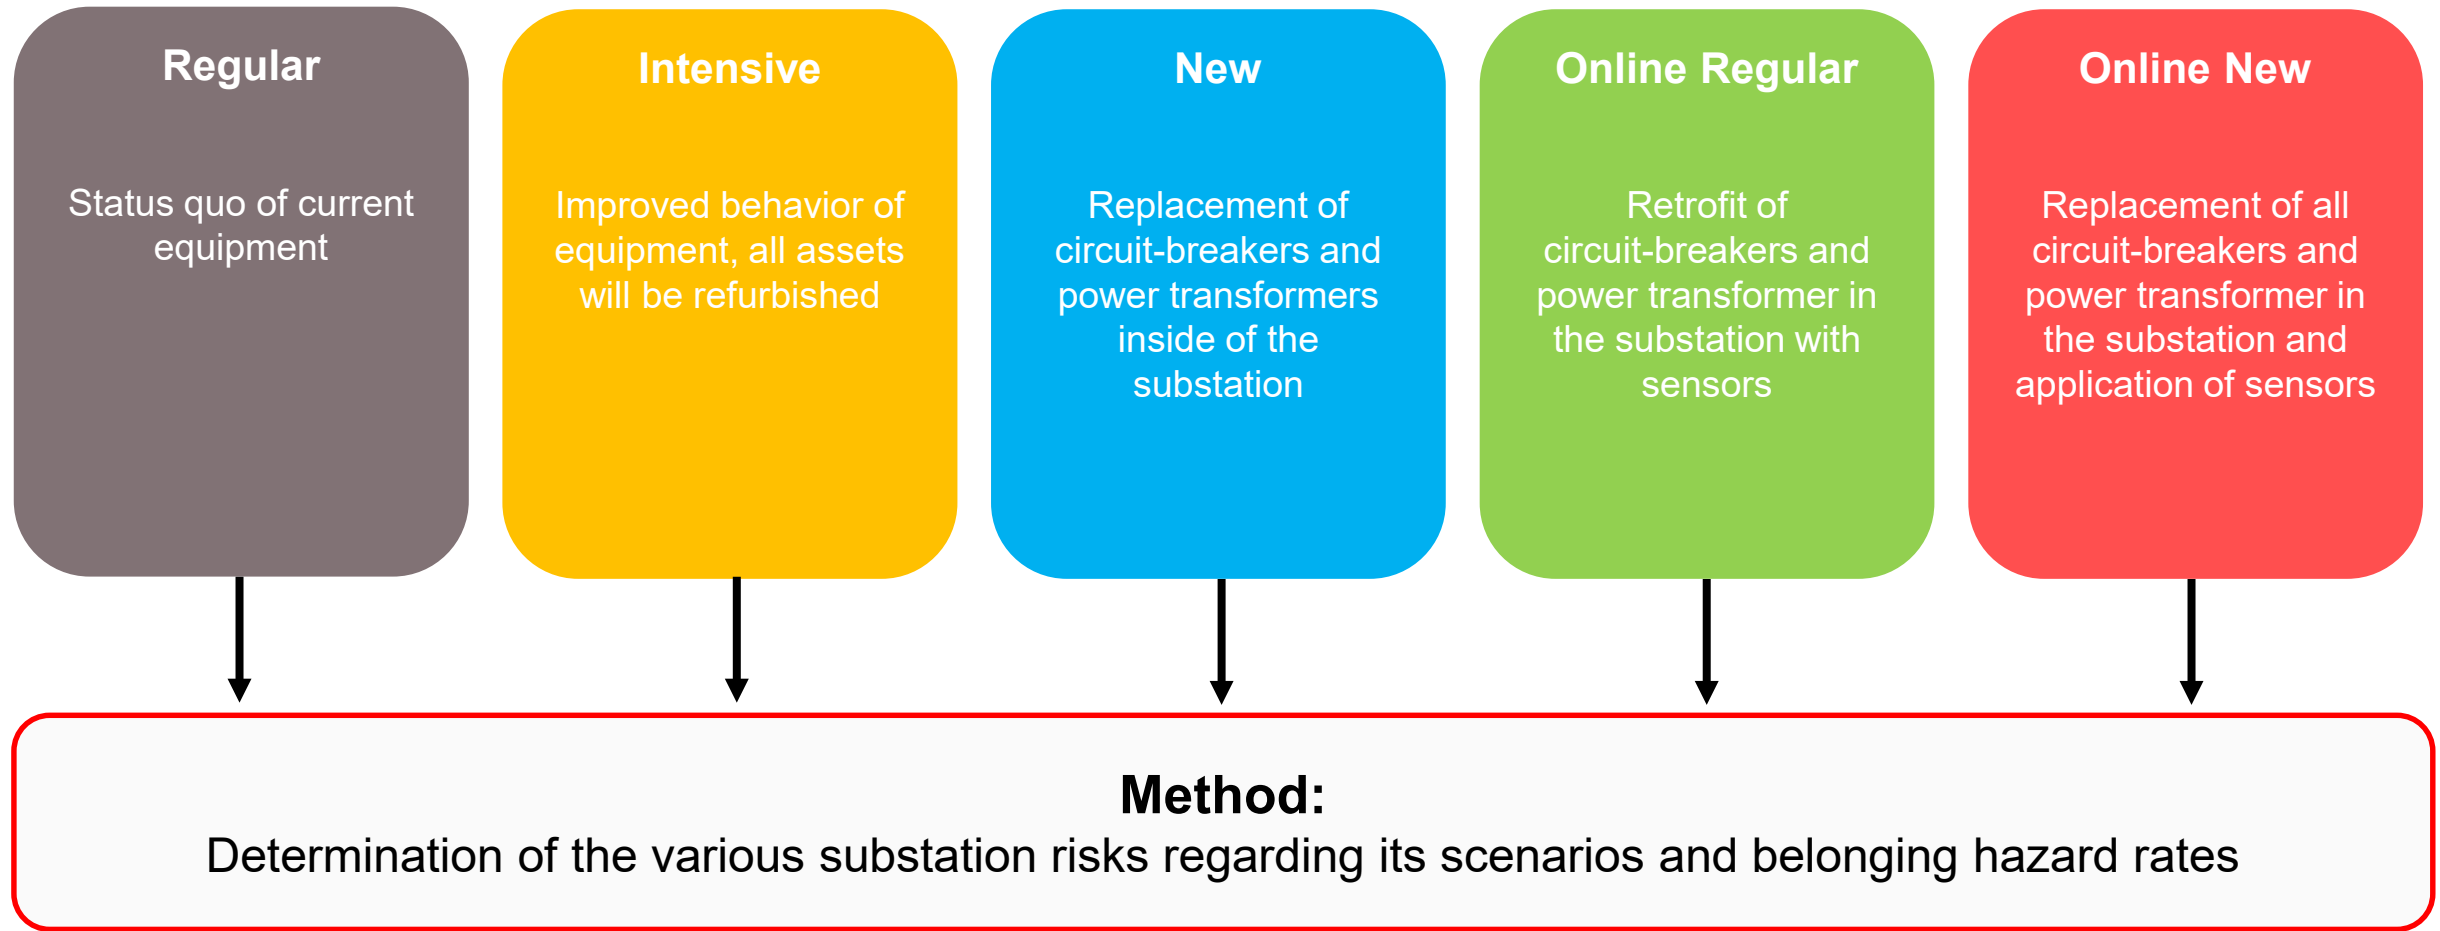 Regular
Status quo of current
equipment
Intensive
Improved behavior of
equipment, all assets
will be refurbished
New
Replacement of
circuit-breakers and
power transformers
inside of the
substation
Online Regular
Retrofit of
circuit-breakers and
power transformer in
the substation with
sensors
Online New
Replacement of all
circuit-breakers and
power transformer in
the substation and
application of sensors
Method:
Determination of the various substation risks regarding its scenarios and belonging hazard rates